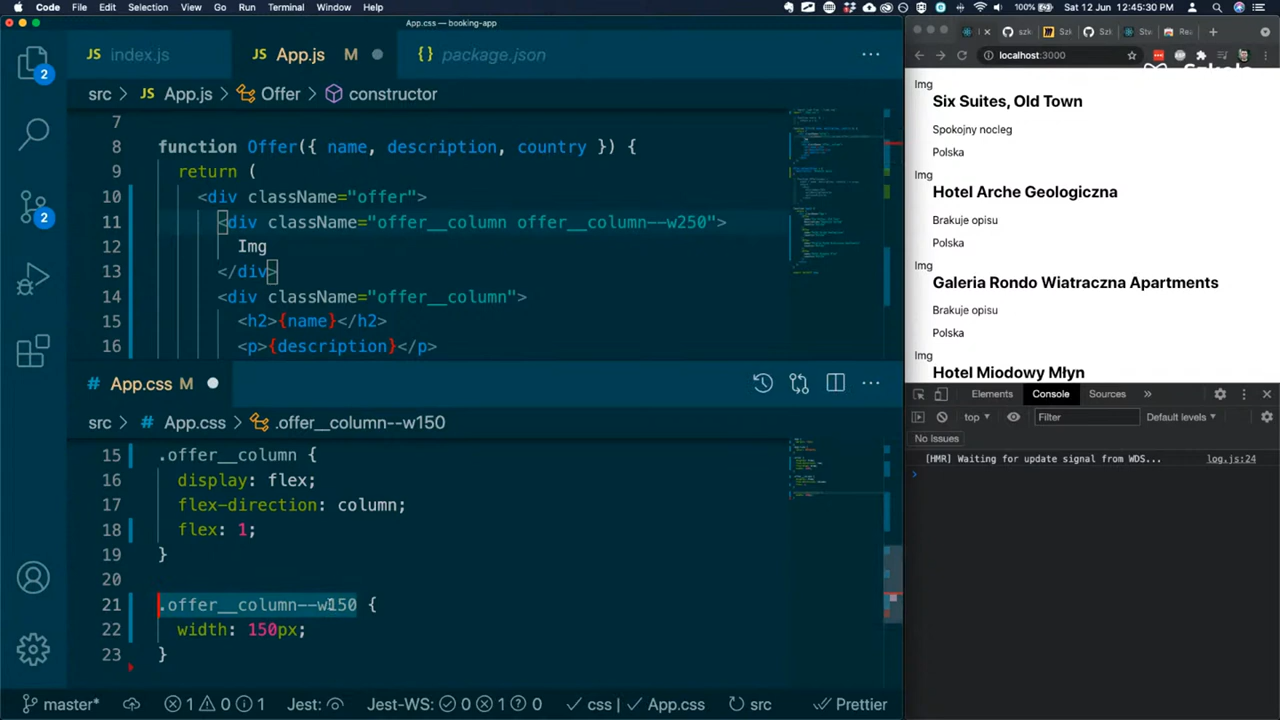 Code File Edit Selection View Go Run Terminal Window Help 100% Sat 12 Jun 12:45:30
App.css — booking-app
JS index.js JS App.js M {} package.json
src > JS App.js > Offer > constructor
7
8 function Offer({ name, description, country }) {
9 return (
10 <div className="offer">
11 <div className="offer__column offer__column--w250">
12 Img
13 </div>
14 <div className="offer__column">
15 <h2>{name}</h2>
16 <p>{description}</p>
# App.css M
src > # App.css > .offer__column--w150
15 .offer__column {
16 display: flex;
17 flex-direction: column;
18 flex: 1;
19 }
20
21 .offer__column--w150 {
22 width: 150px;
23 }
2
2
master* 1 0 1 Jest: Jest-WS: 0 1 0 css | App.css src Prettier
localhost:3000
Img
Six Suites, Old Town
Spokojny nocleg
Polska
Img
Hotel Arche Geologiczna
Brakuje opisu
Polska
Img
Galeria Rondo Wiatraczna Apartments
Brakuje opisu
Polska
Img
Hotel Miodowy Młyn
Elements Console Sources »
top Filter Default levels
No Issues
[HMR] Waiting for update signal from WDS... log.js:24